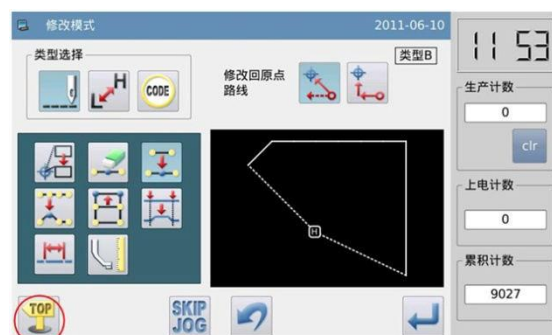 修改模式
2011-06-10
11 53
类型选择
H
L
CODE
修改回原点
路线
类型B
生产计数
0
clr
上电计数
0
累积计数
9027
H
TOP
SKIP
JOG